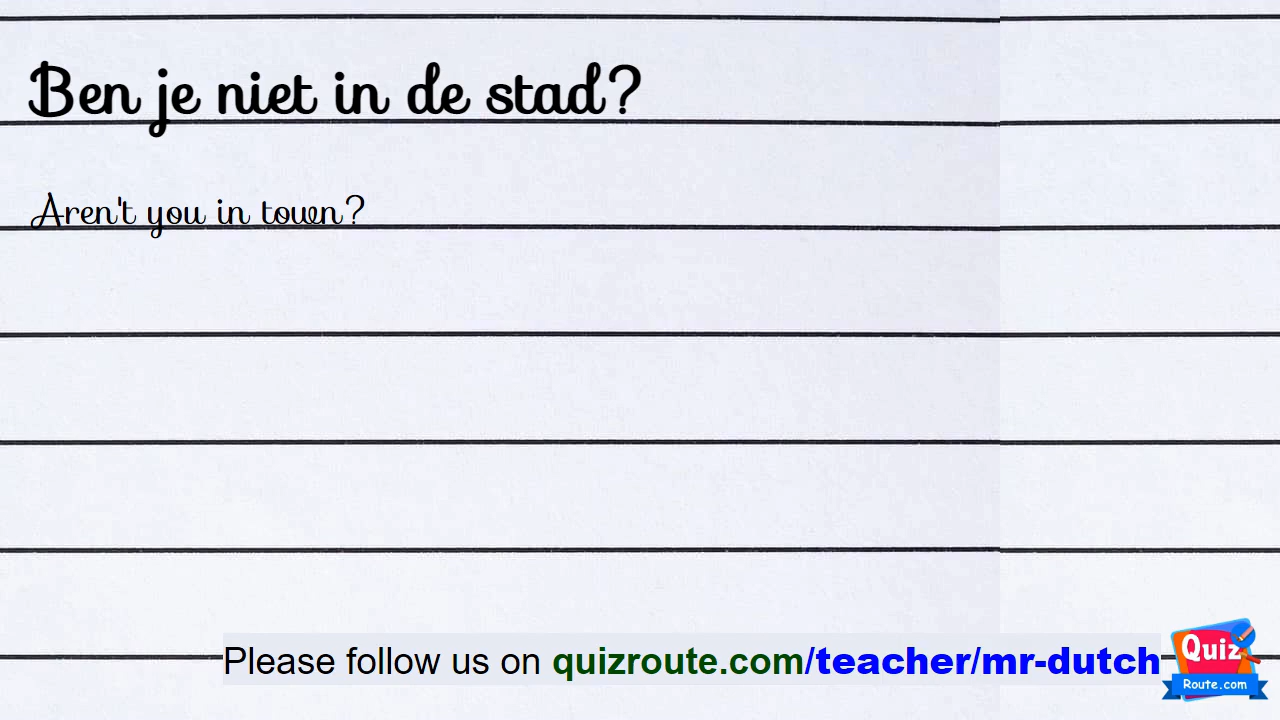 Ben je niet in de stad?
Aren't you in town?
Please follow us on quizroute.com/teacher/mr-dutch
Quiz
Route.com